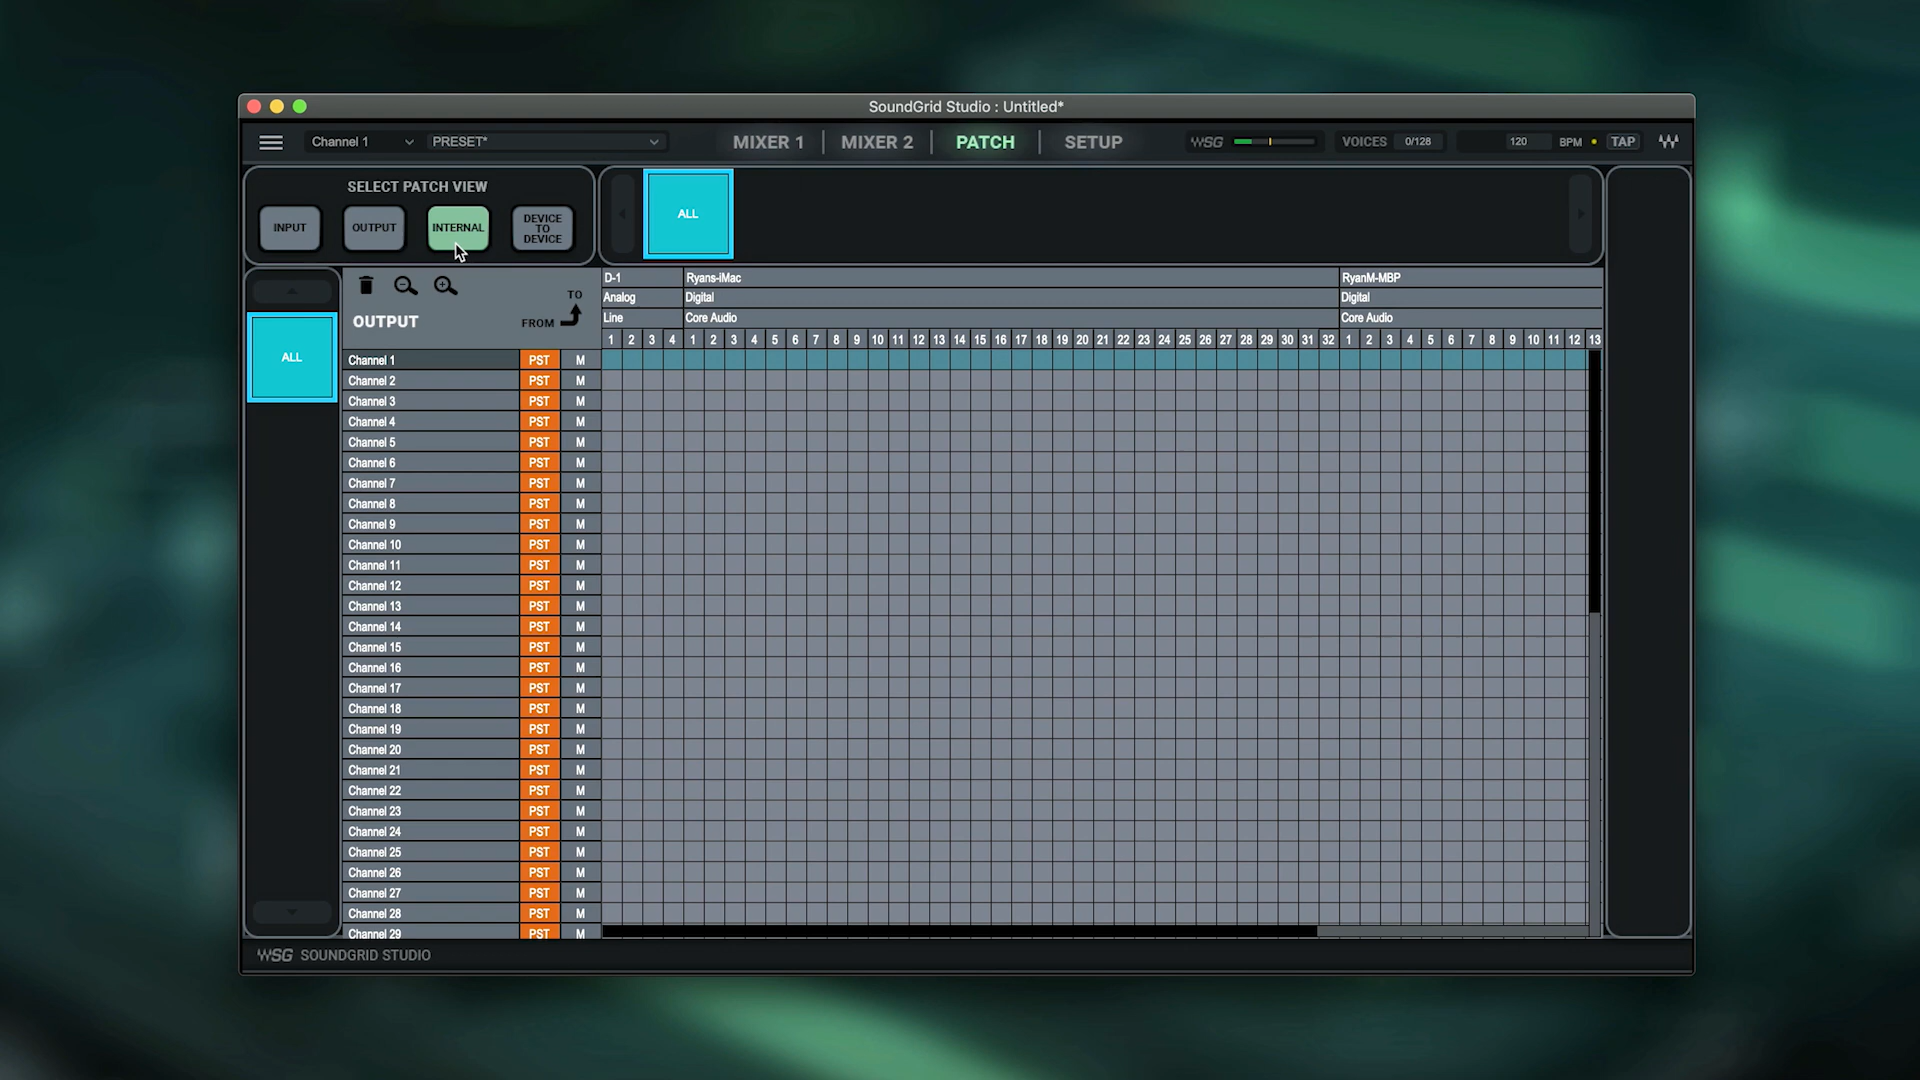 SoundGrid Studio : Untitled*
Channel 1 PRESET* MIXER 1 MIXER 2 PATCH SETUP WSG VOICES 0/128 120 BPM TAP
SELECT PATCH VIEW
INPUT OUTPUT INTERNAL DEVICE TO DEVICE
ALL
D-1 Ryans-iMac RyanM-MBP
Analog Digital Digital
Line Core Audio Core Audio
TO
OUTPUT FROM
1 2 3 4 1 2 3 4 5 6 7 8 9 10 11 12 13 14 15 16 17 18 19 20 21 22 23 24 25 26 27 28 29 30 31 32 1 2 3 4 5 6 7 8 9 10 11 12 13
ALL
Channel 1 PST M
Channel 2 PST M
Channel 3 PST M
Channel 4 PST M
Channel 5 PST M
Channel 6 PST M
Channel 7 PST M
Channel 8 PST M
Channel 9 PST M
Channel 10 PST M
Channel 11 PST M
Channel 12 PST M
Channel 13 PST M
Channel 14 PST M
Channel 15 PST M
Channel 16 PST M
Channel 17 PST M
Channel 18 PST M
Channel 19 PST M
Channel 20 PST M
Channel 21 PST M
Channel 22 PST M
Channel 23 PST M
Channel 24 PST M
Channel 25 PST M
Channel 26 PST M
Channel 27 PST M
Channel 28 PST M
Channel 29 PST M
WSG SOUNDGRID STUDIO